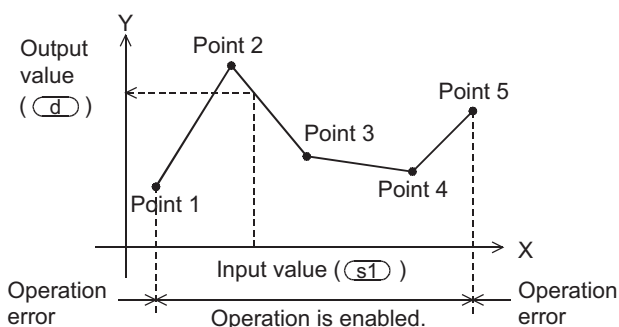 Y
Output
value
( d )
Point 2
Point 5
Point 3
Point 4
Point 1
X
Input value ( s1 )
Operation
error
Operation is enabled.
Operation
error